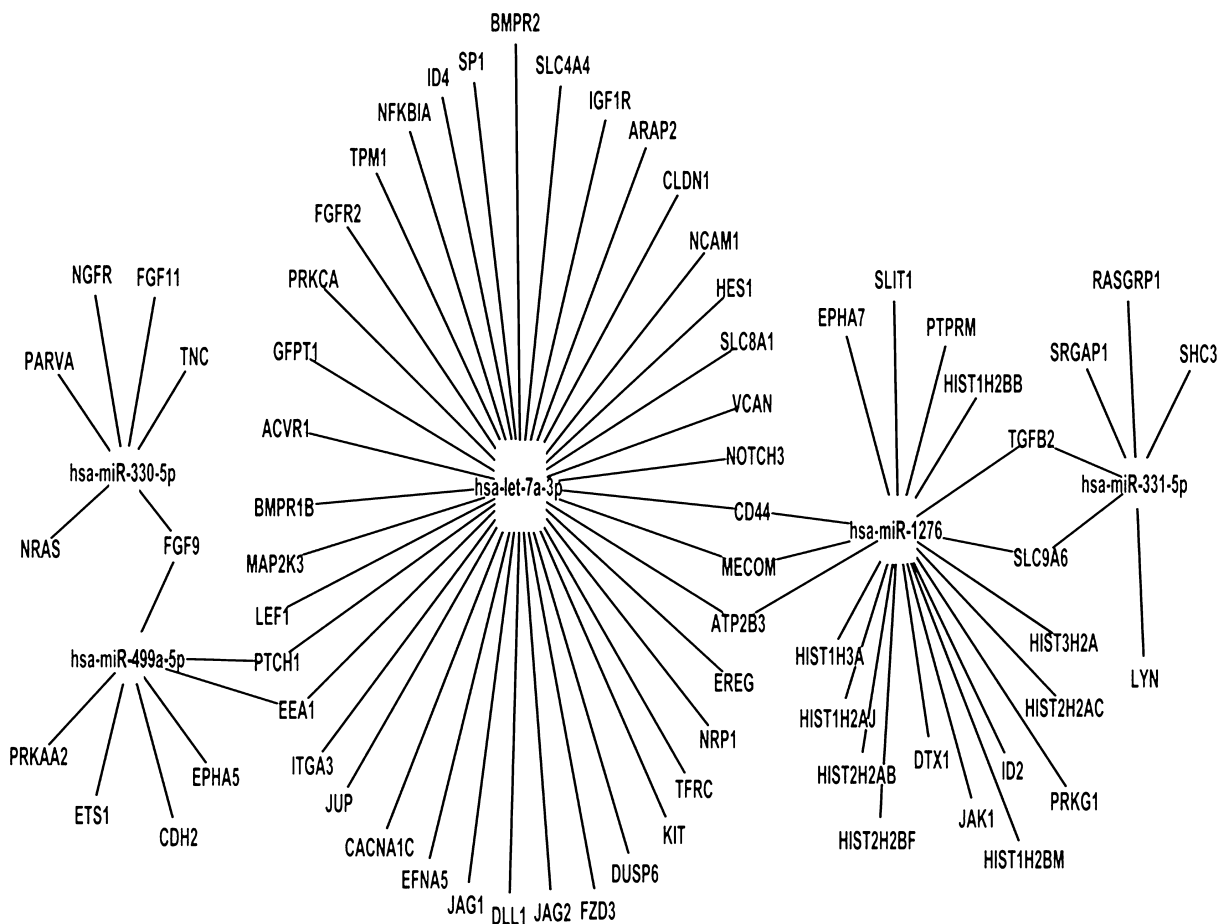 BMPR2
SP1
SLC4A4
ID4
IGF1R
NFKBIA
ARAP2
TPM1
CLDN1
FGFR2
NCAM1
NGFR
FGF11
PRKCA
HES1
SLIT1
RASGRP1
EPHA7
PTPRM
GFPT1
SLC8A1
SRGAP1
SHC3
PARVA
TNC
HIST1H2BB
VCAN
ACVR1
TGFB2
NOTCH3
hsa-miR-330-5p
hsa-let-7a-3p
hsa-miR-331-5p
BMPR1B
CD44
hsa-miR-1276
NRAS
FGF9
SLC9A6
MAP2K3
MECOM
LEF1
ATP2B3
HIST3H2A
hsa-miR-499a-5p
PTCH1
HIST1H3A
LYN
EREG
EEA1
HIST2H2AC
HIST1H2AJ
NRP1
PRKAA2
EPHA5
ITGA3
DTX1
ID2
HIST2H2AB
TFRC
PRKG1
JUP
ETS1
JAK1
CDH2
KIT
HIST2H2BF
CACNA1C
HIST1H2BM
DUSP6
EFNA5
JAG1
DLL1
JAG2
FZD3